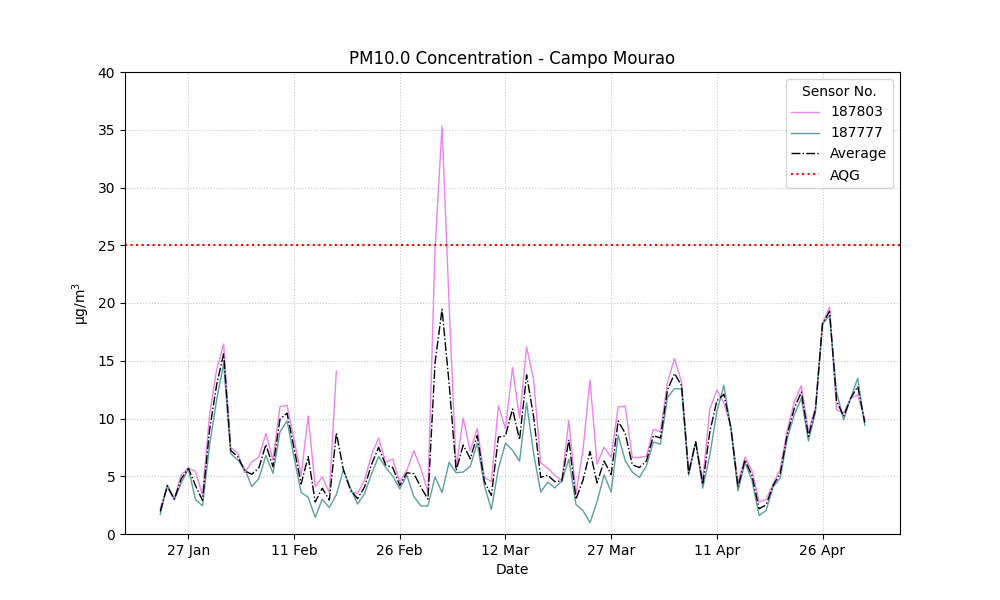 PM10.0 Concentration - Campo Mourao
40
35
30
25
20
15
10
5
0
µg/m³
Sensor No.
187803
187777
Average
AQG
27 Jan
11 Feb
26 Feb
12 Mar
27 Mar
11 Apr
26 Apr
Date